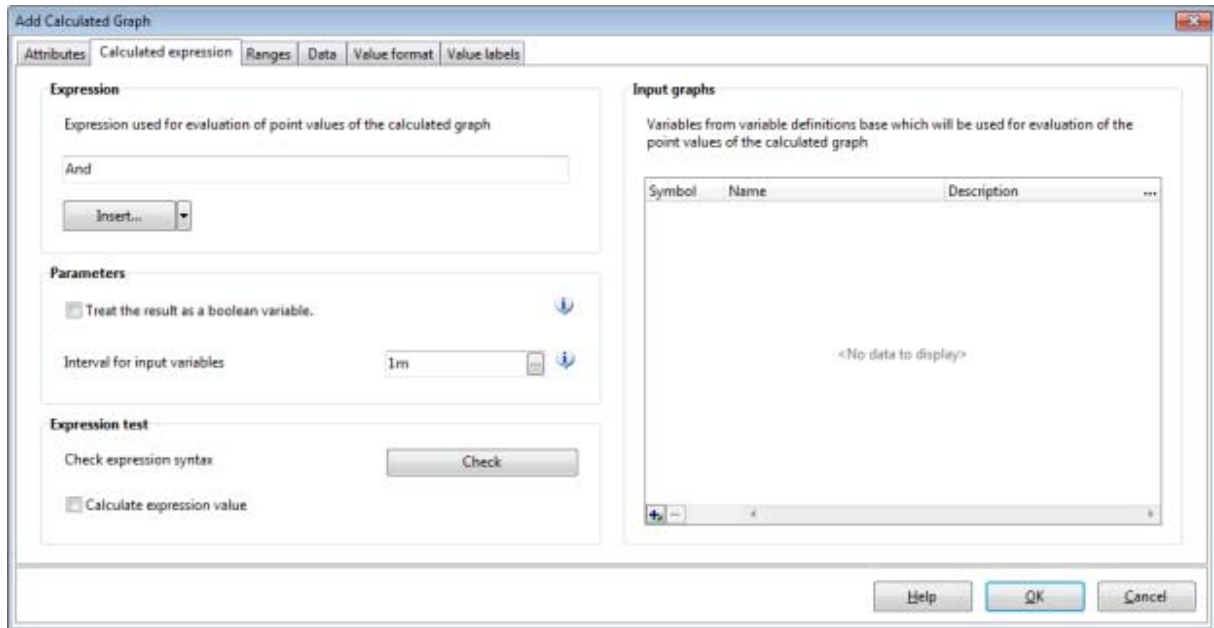 Add Calculated Graph
Attributes Calculated expression Ranges Data Value format Value labels
Expression
Expression used for evaluation of point values of the calculated graph
And
Insert...
Parameters
Treat the result as a boolean variable.
Interval for input variables 1m ...
Expression test
Check expression syntax Check
Calculate expression value
Input graphs
Variables from variable definitions base which will be used for evaluation of the
point values of the calculated graph
Symbol Name Description ...
<No data to display>
Help OK Cancel